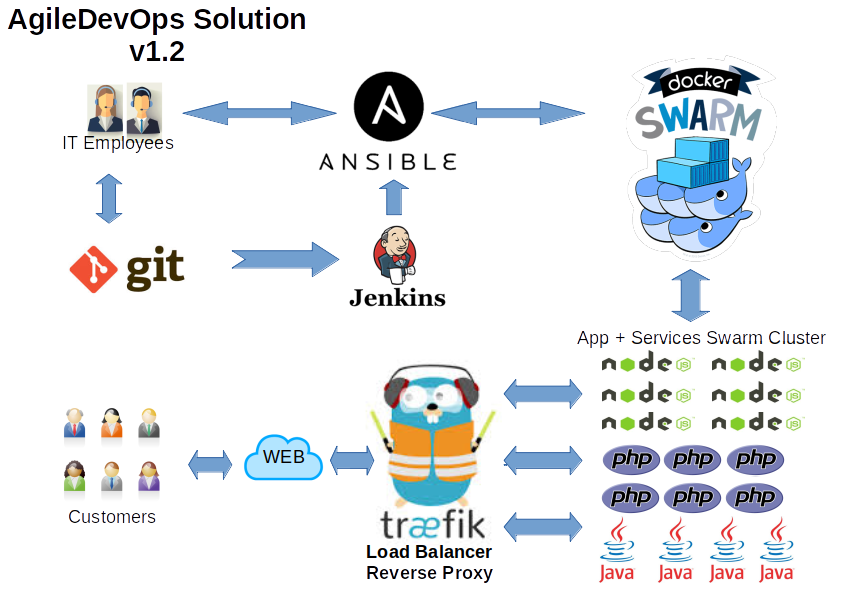 AgileDevOps Solution
v1.2
IT Employees
ANSIBLE
docker
SWARM
git
Jenkins
App + Services Swarm Cluster
node JS node JS
node JS node JS
node JS node JS
WEB
php php php
php php php
Customers
træfik
Load Balancer
Reverse Proxy
Java Java Java Java